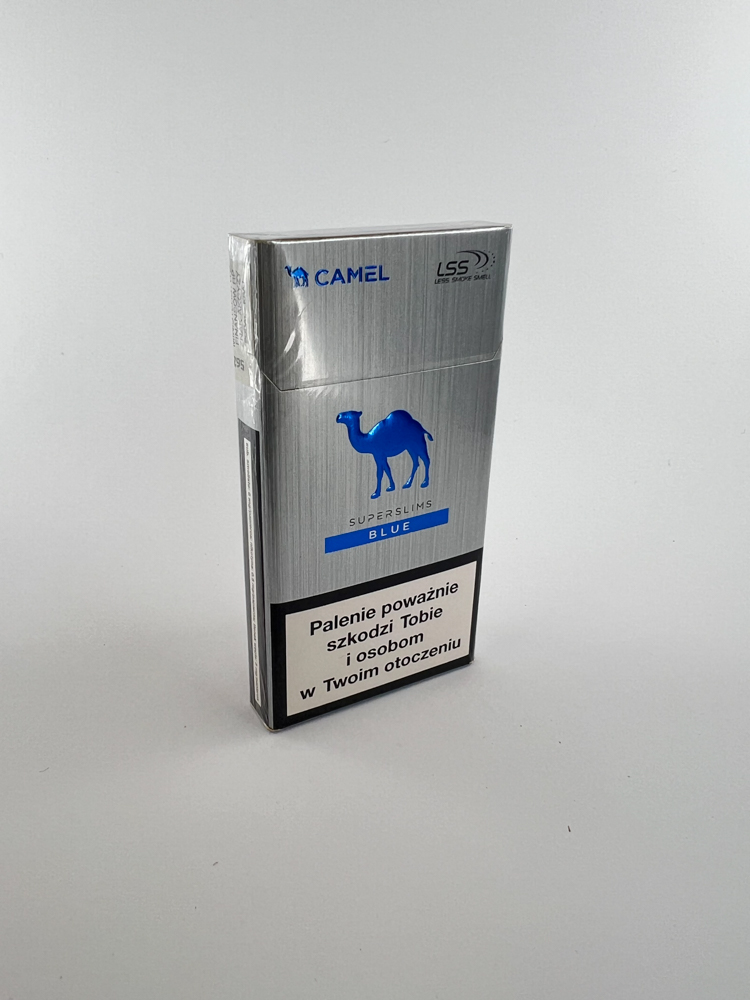 CAMEL
LSS
LESS SMOKE SMELL
SUPERSLIMS
BLUE
Palenie poważnie
szkodzi Tobie
i osobom
w Twoim otoczeniu